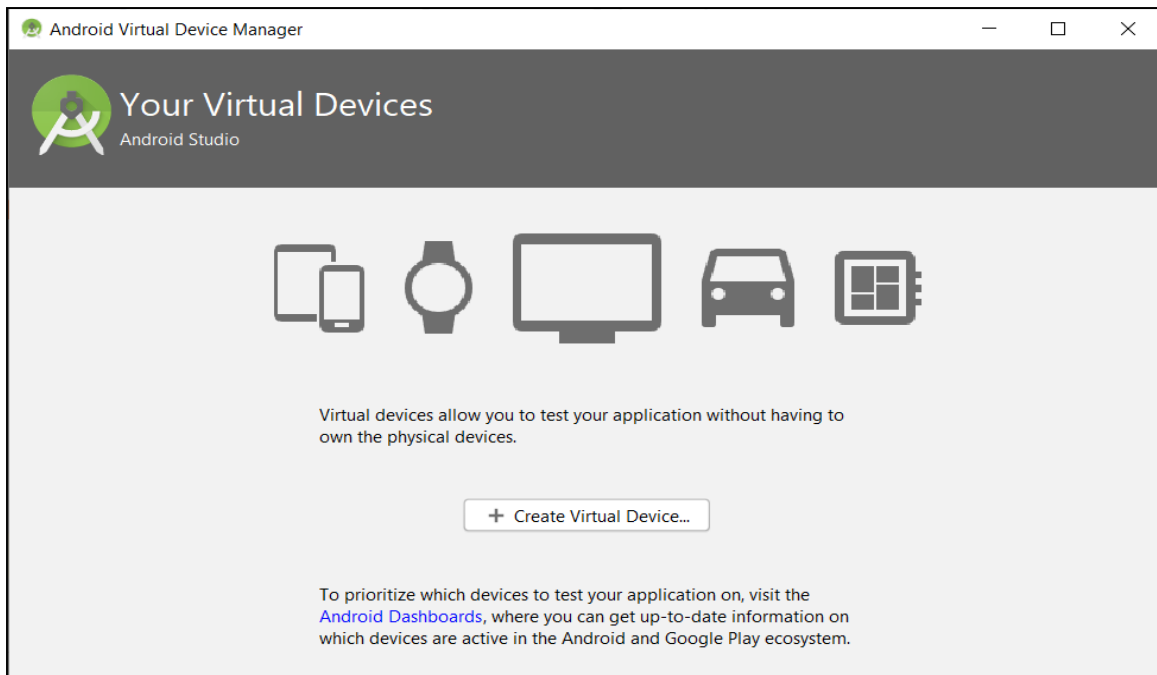 Android Virtual Device Manager
Your Virtual Devices
Android Studio
Virtual devices allow you to test your application without having to
own the physical devices.
+ Create Virtual Device...
To prioritize which devices to test your application on, visit the
Android Dashboards, where you can get up-to-date information on
which devices are active in the Android and Google Play ecosystem.